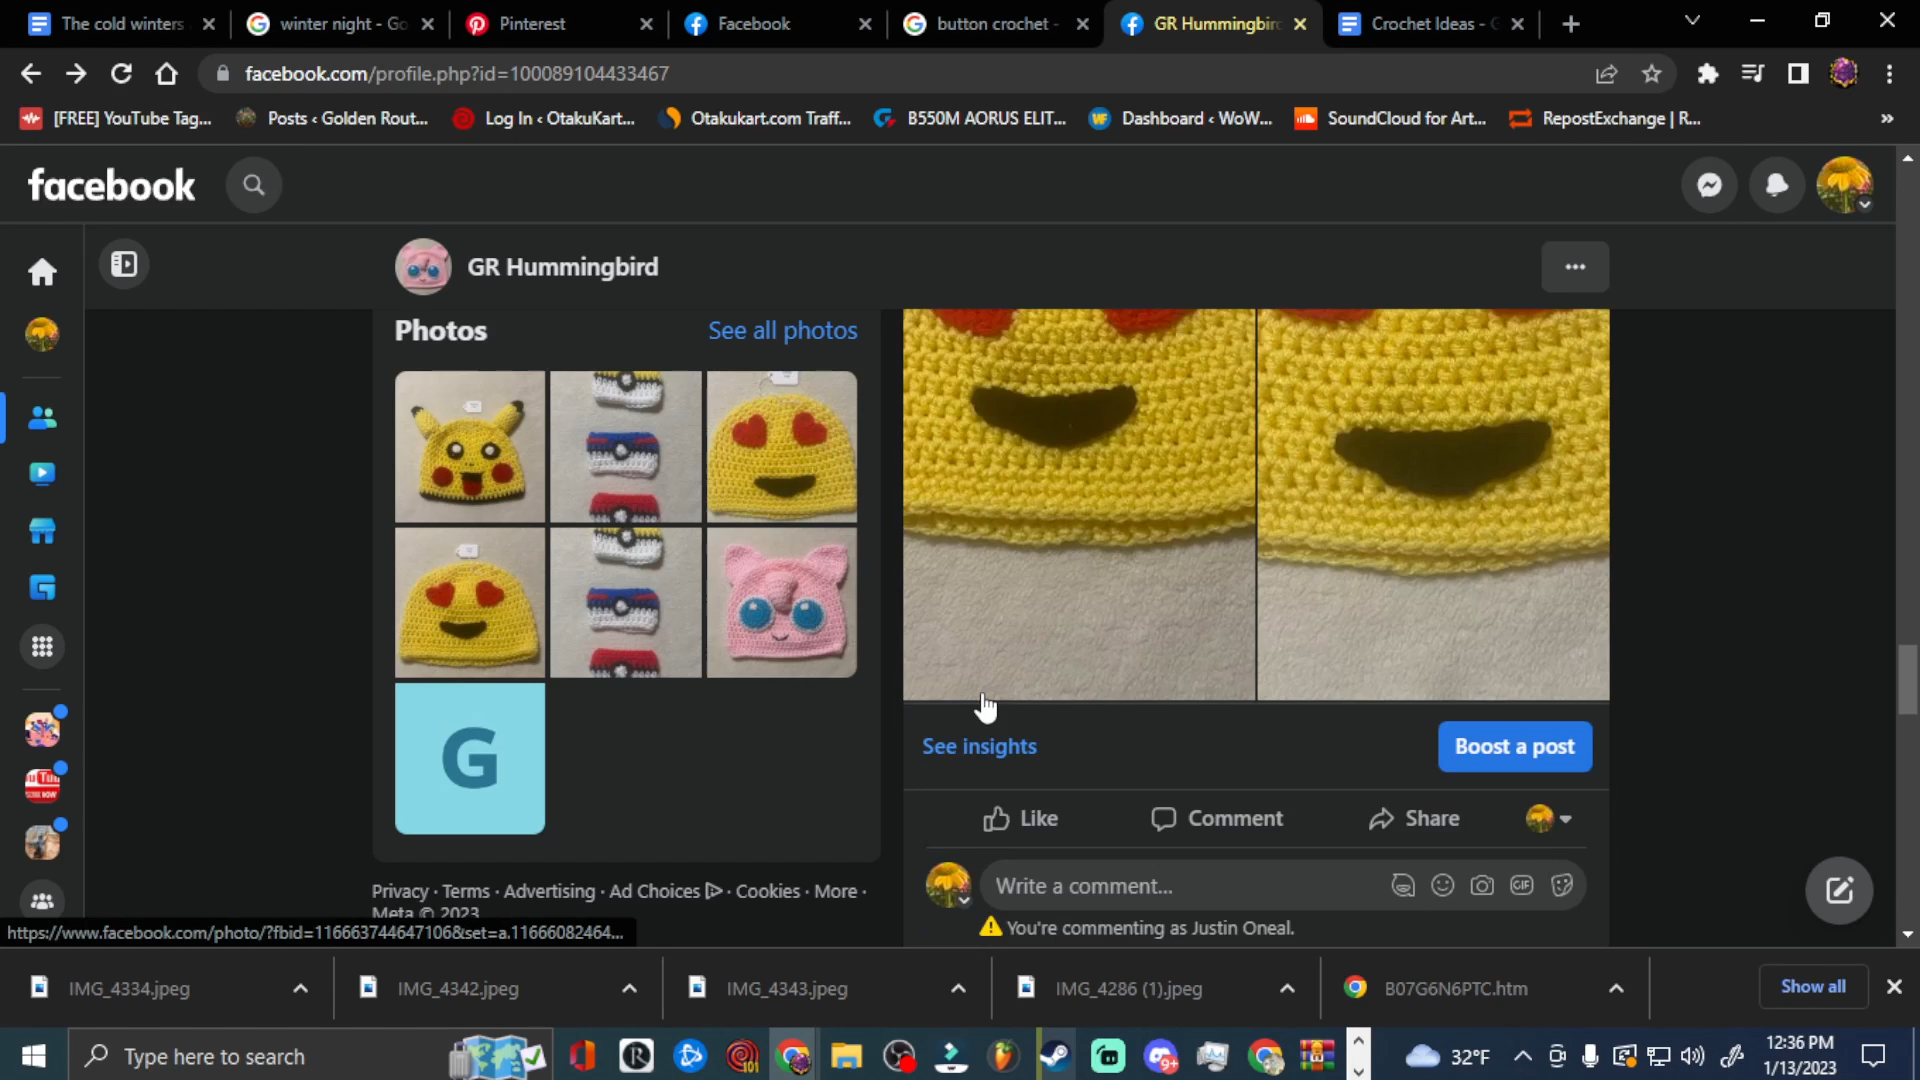 The cold winters
winter night - Go
Pinterest
Facebook
button crochet -
GR Hummingbir
Crochet Ideas - G
facebook.com/profile.php?id=100089104433467
[FREE] YouTube Tag...
Posts ‹ Golden Rout...
Log In ‹ OtakuKart...
Otakukart.com Traff...
B550M AORUS ELIT...
Dashboard ‹ WoW...
SoundCloud for Art...
RepostExchange | R...
»
facebook
GR Hummingbird
Photos
See all photos
G
See insights
Boost a post
Like
Comment
Share
Write a comment...
GIF
You're commenting as Justin Oneal.
Privacy · Terms · Advertising · Ad Choices · Cookies · More ·
Meta © 2023
https://www.facebook.com/photo/?fbid=116663744647106&set=a.11666082464...
IMG_4334.jpeg
IMG_4342.jpeg
IMG_4343.jpeg
IMG_4286 (1).jpeg
B07G6N6PTC.htm
Show all
Type here to search
101
9+
32°F
12:36 PM
1/13/2023